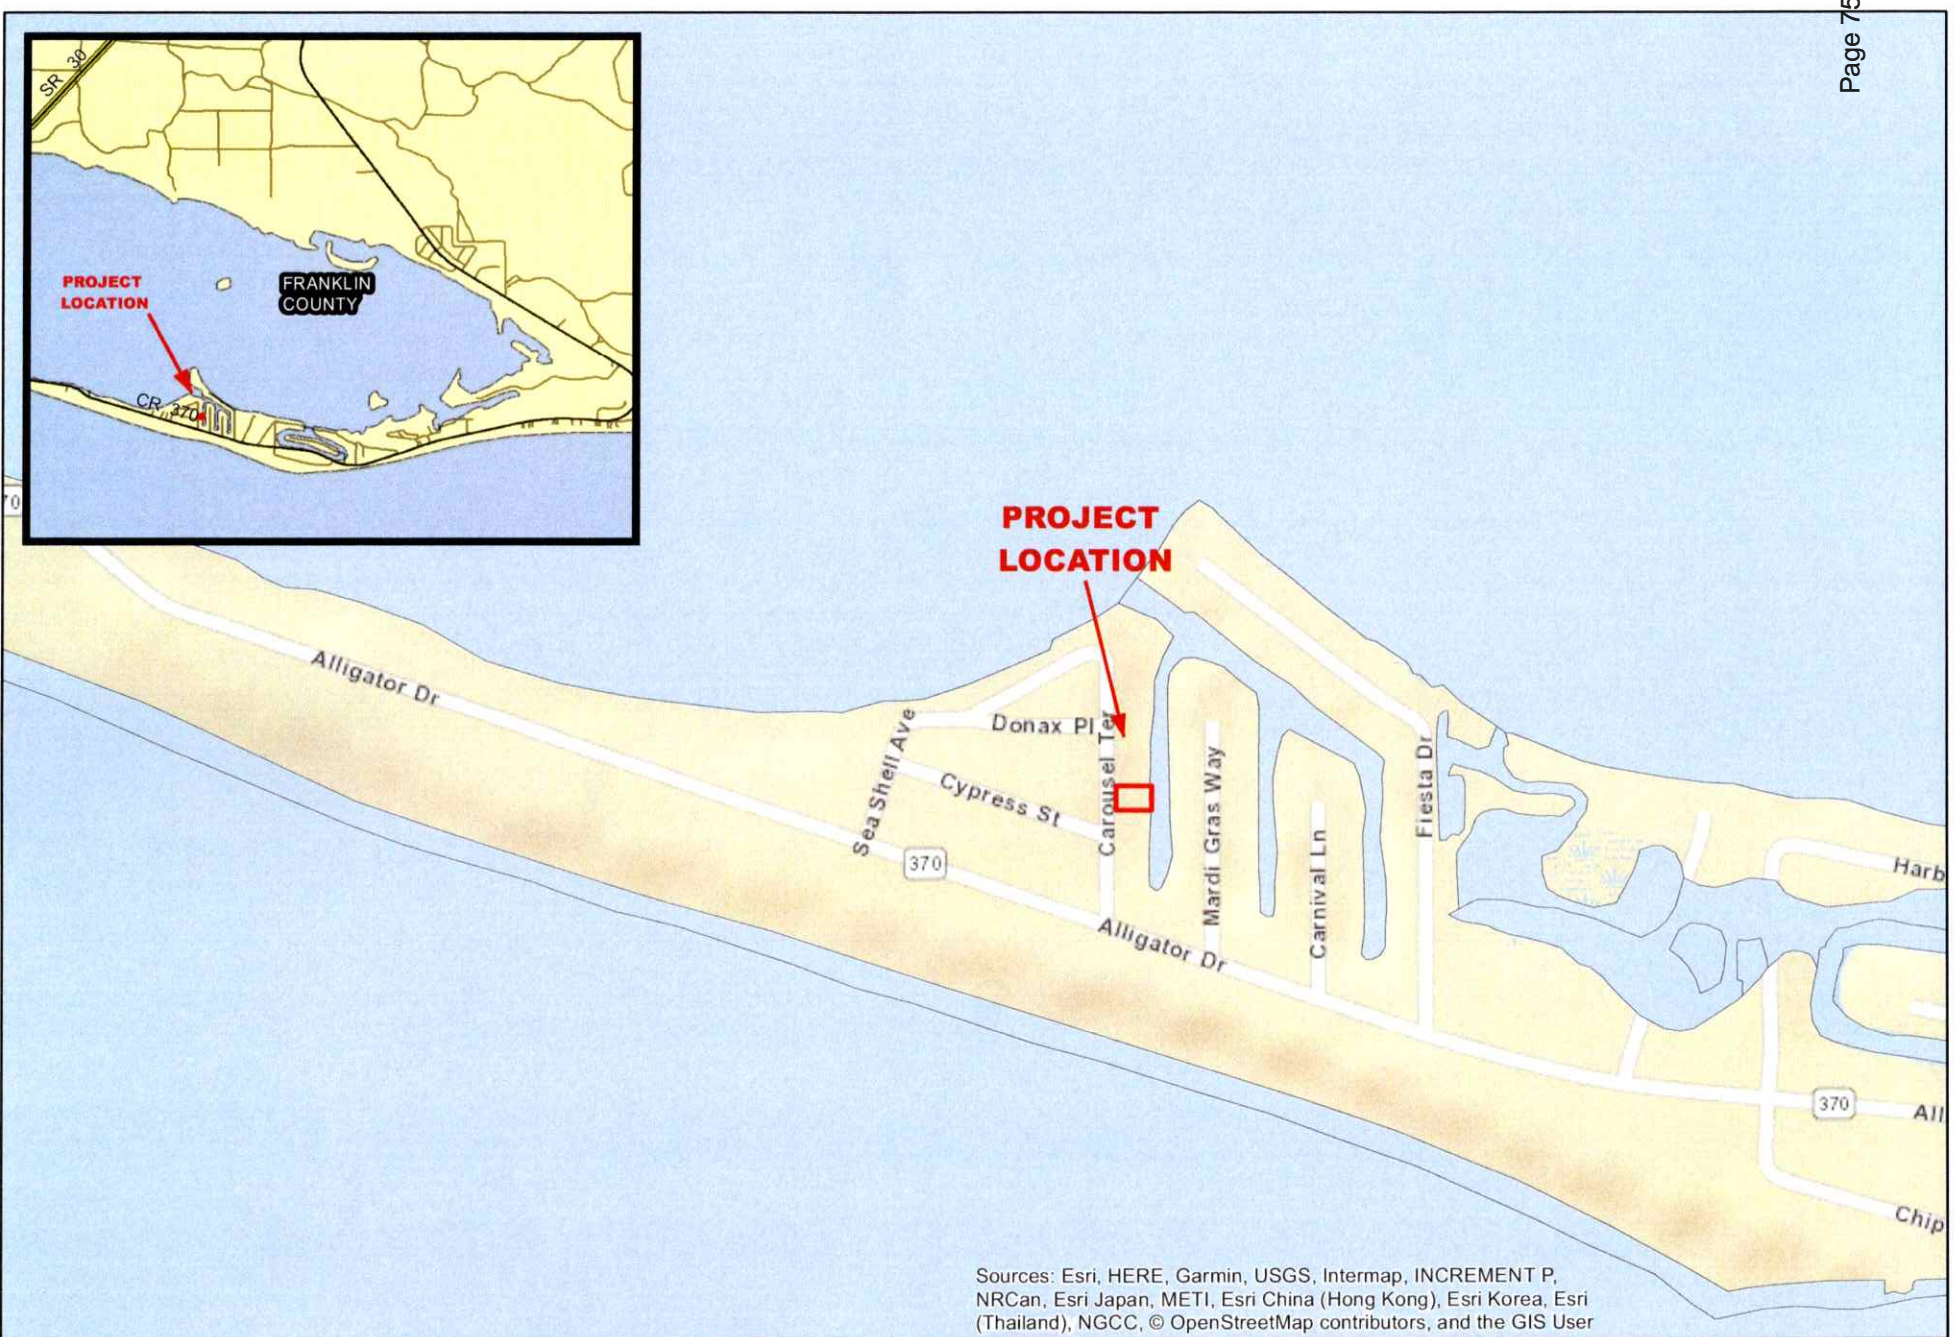 Page 75
SR 30
PROJECT
LOCATION
FRANKLIN
COUNTY
CR 370
PROJECT
LOCATION
Alligator Dr
Donax Pl
Sea Shell Ave
Cypress St
Carousel Ter
Mardi Gras Way
Carnival Ln
Fiesta Dr
370
Alligator Dr
Harb
370
All
Chip
Sources: Esri, HERE, Garmin, USGS, Intermap, INCREMENT P,
NRCan, Esri Japan, METI, Esri China (Hong Kong), Esri Korea, Esri
(Thailand), NGCC, © OpenStreetMap contributors, and the GIS User